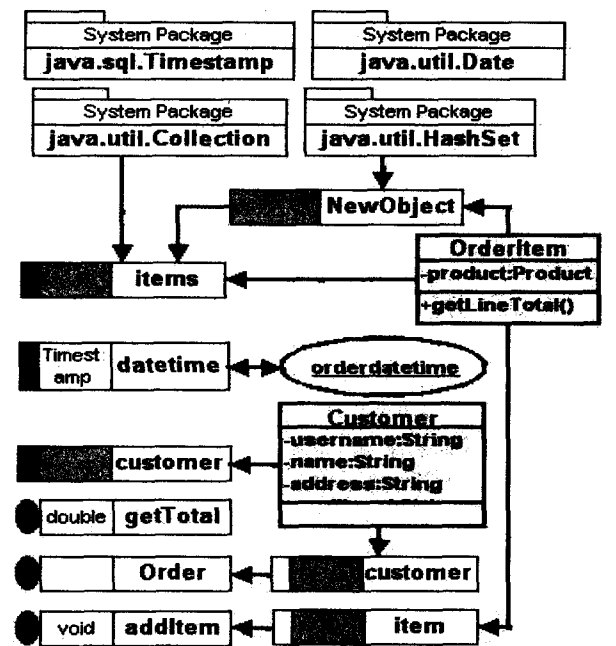 System Package
java.sql.Timestamp
System Package
java.util.Date
System Package
java.util.Collection
System Package
java.util.HashSet
NewObject
OrderItem
-product:Product
+getLineTotal()
items
Timest
amp
datetime
orderdatetime
Customer
-username:String
-name:String
-address:String
customer
double
getTotal
Order
customer
void
addItem
item